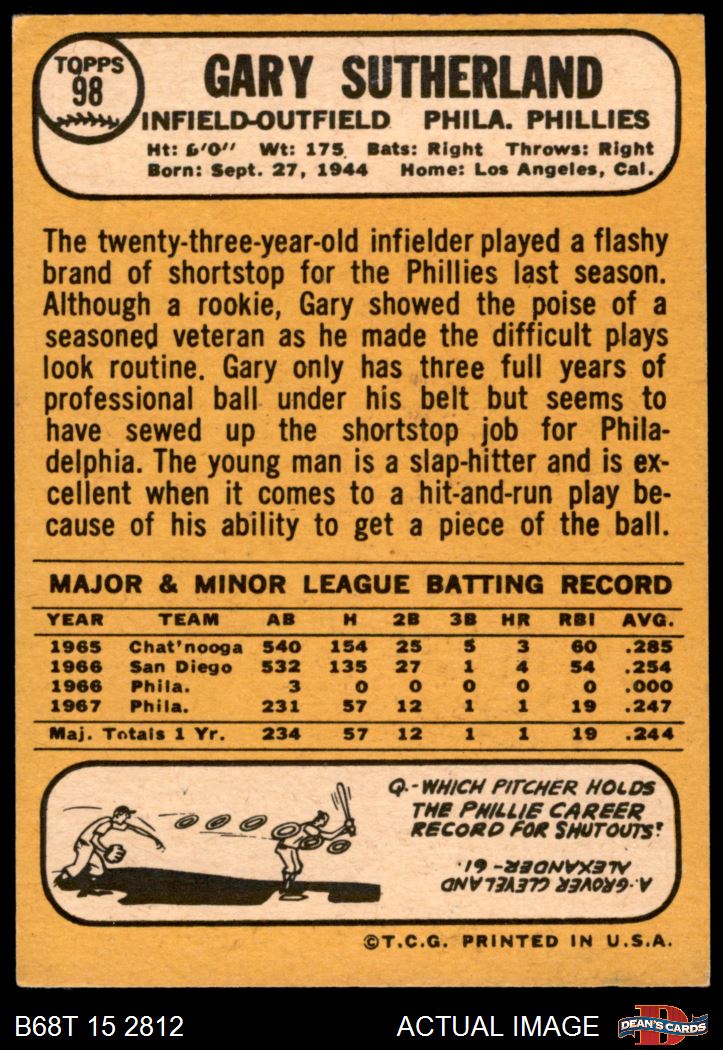 TOPPS
98
GARY SUTHERLAND
INFIELD-OUTFIELD PHILA. PHILLIES
Ht: 6'0" Wt: 175 Bats: Right Throws: Right
Born: Sept. 27, 1944 Home: Los Angeles, Cal.
The twenty-three-year-old infielder played a flashy
brand of shortstop for the Phillies last season.
Although a rookie, Gary showed the poise of a
seasoned veteran as he made the difficult plays
look routine. Gary only has three full years of
professional ball under his belt but seems to
have sewed up the shortstop job for Phila-
delphia. The young man is a slap-hitter and is ex-
cellent when it comes to a hit-and-run play be-
cause of his ability to get a piece of the ball.
MAJOR & MINOR LEAGUE BATTING RECORD
YEAR TEAM AB H 2B 3B HR RBI AVG.
1965 Chat'nooga 540 154 25 5 3 60 .285
1966 San Diego 532 135 27 1 4 54 .254
1966 Phila. 3 0 0 0 0 0 .000
1967 Phila. 231 57 12 1 1 19 .247
Maj. Totals 1 Yr. 234 57 12 1 1 19 .244
Q.-WHICH PITCHER HOLDS
THE PHILLIE CAREER
RECORD FOR SHUTOUTS?
A.-GROVER CLEVELAND
ALEXANDER-61.
©T.C.G. PRINTED IN U.S.A.
B68T 15 2812 ACTUAL IMAGE
D
DEAN'S CARDS